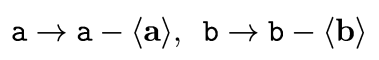 a → a − ⟨a⟩, b → b − ⟨b⟩